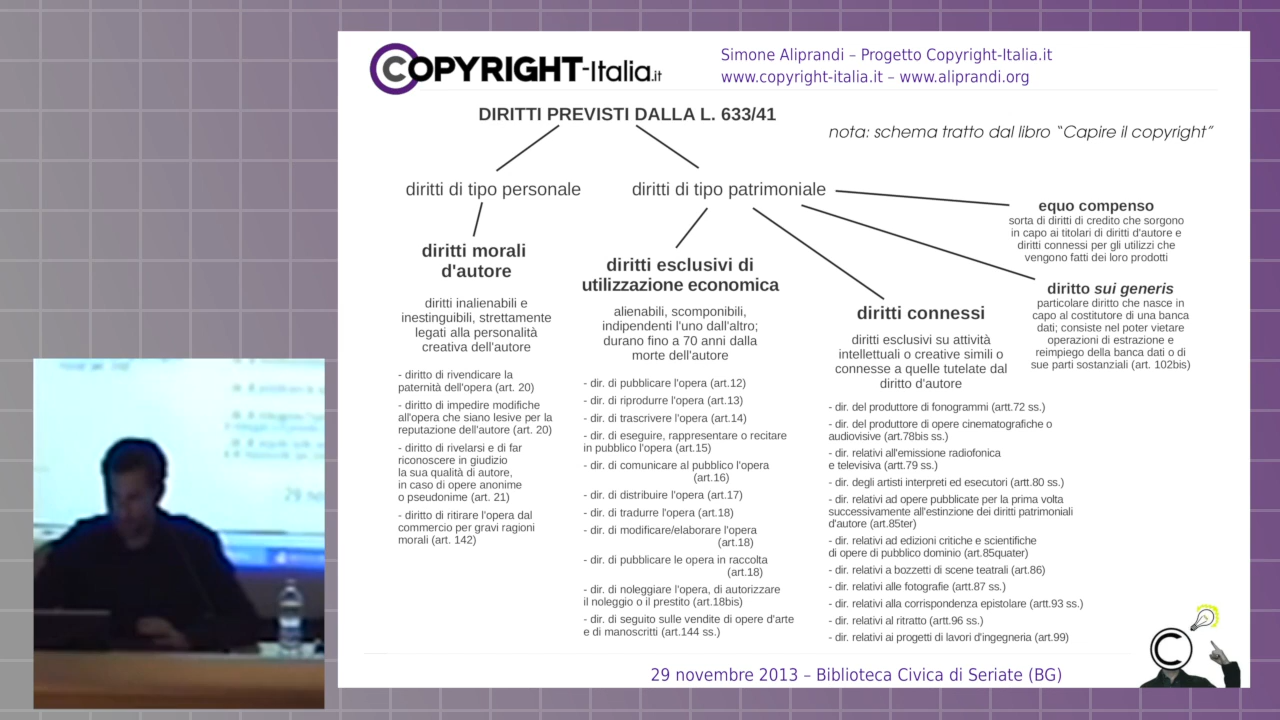 COPYRIGHT-Italia.it
Simone Aliprandi – Progetto Copyright-Italia.it
www.copyright-italia.it – www.aliprandi.org
DIRITTI PREVISTI DALLA L. 633/41
nota: schema tratto dal libro “Capire il copyright”
diritti di tipo personale
diritti di tipo patrimoniale
diritti morali
d'autore
diritti inalienabili e
inestinguibili, strettamente
legati alla personalità
creativa dell'autore
- diritto di rivendicare la
paternità dell'opera (art. 20)
- diritto di impedire modifiche
all'opera che siano lesive per la
reputazione dell'autore (art. 20)
- diritto di rivelarsi e di far
riconoscere in giudizio
la sua qualità di autore,
in caso di opere anonime
o pseudonime (art. 21)
- diritto di ritirare l'opera dal
commercio per gravi ragioni
morali (art. 142)
diritti esclusivi di
utilizzazione economica
alienabili, scomponibili,
indipendenti l'uno dall'altro;
durano fino a 70 anni dalla
morte dell'autore
- dir. di pubblicare l'opera (art.12)
- dir. di riprodurre l'opera (art.13)
- dir. di trascrivere l'opera (art.14)
- dir. di eseguire, rappresentare o recitare
in pubblico l'opera (art.15)
- dir. di comunicare al pubblico l'opera
(art.16)
- dir. di distribuire l'opera (art.17)
- dir. di tradurre l'opera (art.18)
- dir. di modificare/elaborare l'opera
(art.18)
- dir. di pubblicare le opera in raccolta
(art.18)
- dir. di noleggiare l'opera, di autorizzare
il noleggio o il prestito (art.18bis)
- dir. di seguito sulle vendite di opere d'arte
e di manoscritti (art.144 ss.)
diritti connessi
diritti esclusivi su attività
intellettuali o creative simili o
connesse a quelle tutelate dal
diritto d'autore
- dir. del produttore di fonogrammi (artt.72 ss.)
- dir. del produttore di opere cinematografiche o
audiovisive (art.78bis ss.)
- dir. relativi all'emissione radiofonica
e televisiva (artt.79 ss.)
- dir. degli artisti interpreti ed esecutori (artt.80 ss.)
- dir. relativi ad opere pubblicate per la prima volta
successivamente all'estinzione dei diritti patrimoniali
d'autore (art.85ter)
- dir. relativi ad edizioni critiche e scientifiche
di opere di pubblico dominio (art.85quater)
- dir. relativi a bozzetti di scene teatrali (art.86)
- dir. relativi alle fotografie (artt.87 ss.)
- dir. relativi alla corrispondenza epistolare (artt.93 ss.)
- dir. relativi al ritratto (artt.96 ss.)
- dir. relativi ai progetti di lavori d'ingegneria (art.99)
equo compenso
sorta di diritti di credito che sorgono
in capo ai titolari di diritti d'autore e
diritti connessi per gli utilizzi che
vengono fatti dei loro prodotti
diritto sui generis
particolare diritto che nasce in
capo al costitutore di una banca
dati; consiste nel poter vietare
operazioni di estrazione e
reimpiego della banca dati o di
sue parti sostanziali (art. 102bis)
29 novembre 2013 – Biblioteca Civica di Seriate (BG)
29 no